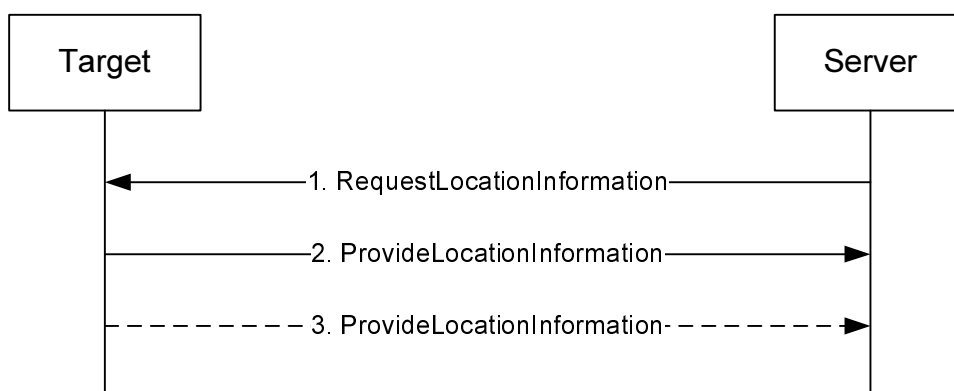 Target
Server
1. RequestLocationInformation
2. ProvideLocationInformation
3. ProvideLocationInformation